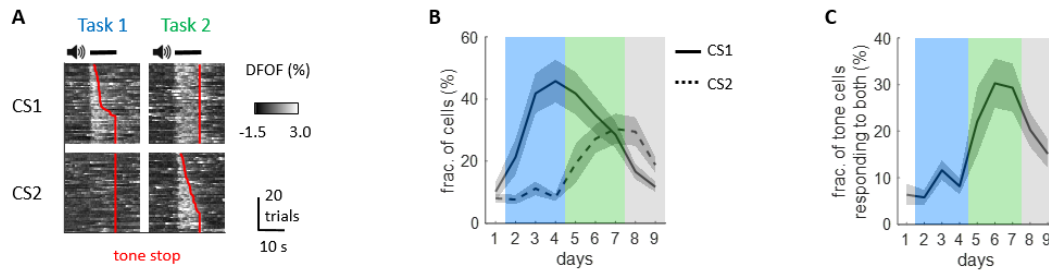 A
Task 1 Task 2
CS1
CS2
DFOF (%)
-1.5 3.0
20
trials
10 s
tone stop
B
frac. of cells (%)
60
40
20
0
1 2 3 4 5 6 7 8 9
days
CS1
CS2
C
frac. of tone cells
responding to both (%)
40
30
20
10
0
1 2 3 4 5 6 7 8 9
days